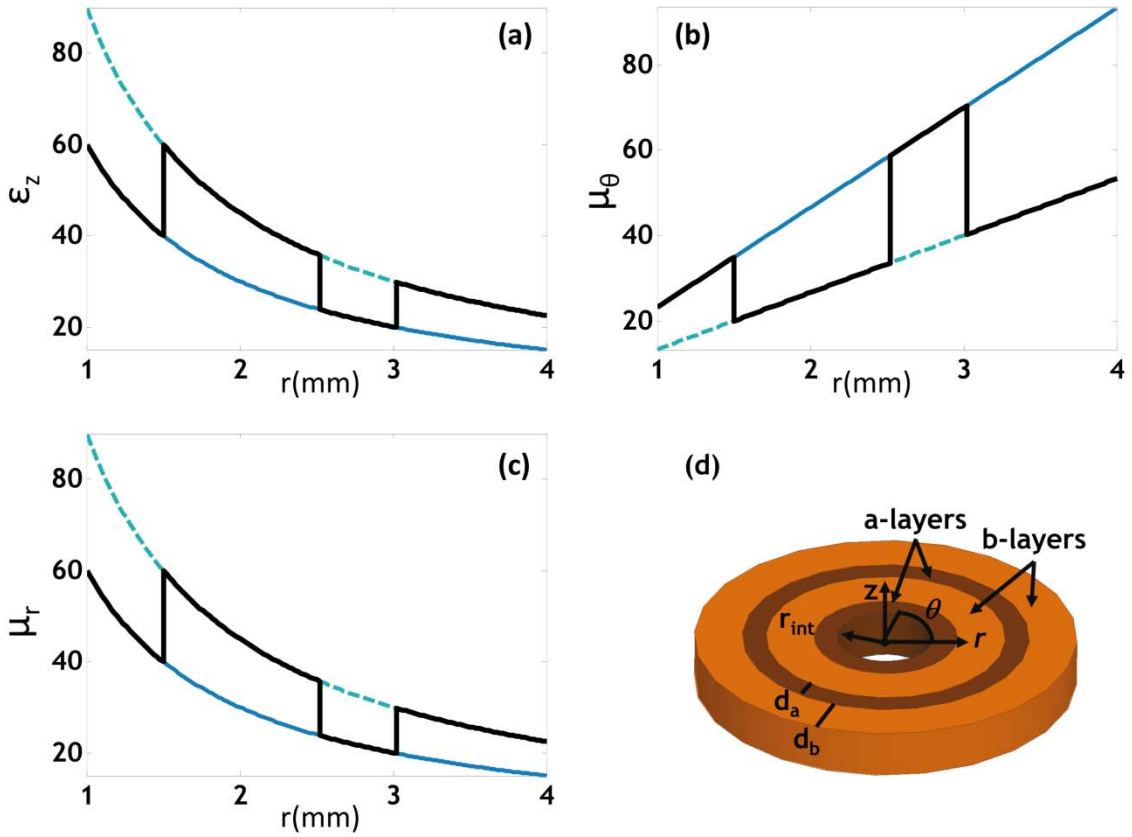 (a)
80
60
40
20
ε_z
1 2 3 4
r(mm)
(b)
80
60
40
20
μ_θ
1 2 3 4
r(mm)
(c)
80
60
40
20
μ_r
1 2 3 4
r(mm)
(d)
a-layers
b-layers
z
θ
r_int
r
d_a
d_b